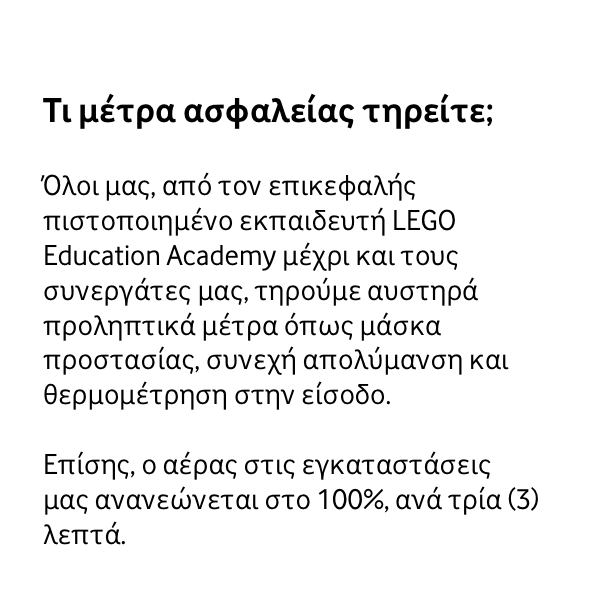 Τι μέτρα ασφαλείας τηρείτε;
Όλοι μας, από τον επικεφαλής
πιστοποιημένο εκπαιδευτή LEGO
Education Academy μέχρι και τους
συνεργάτες μας, τηρούμε αυστηρά
προληπτικά μέτρα όπως μάσκα
προστασίας, συνεχή απολύμανση και
θερμομέτρηση στην είσοδο.
Επίσης, ο αέρας στις εγκαταστάσεις
μας ανανεώνεται στο 100%, ανά τρία (3)
λεπτά.